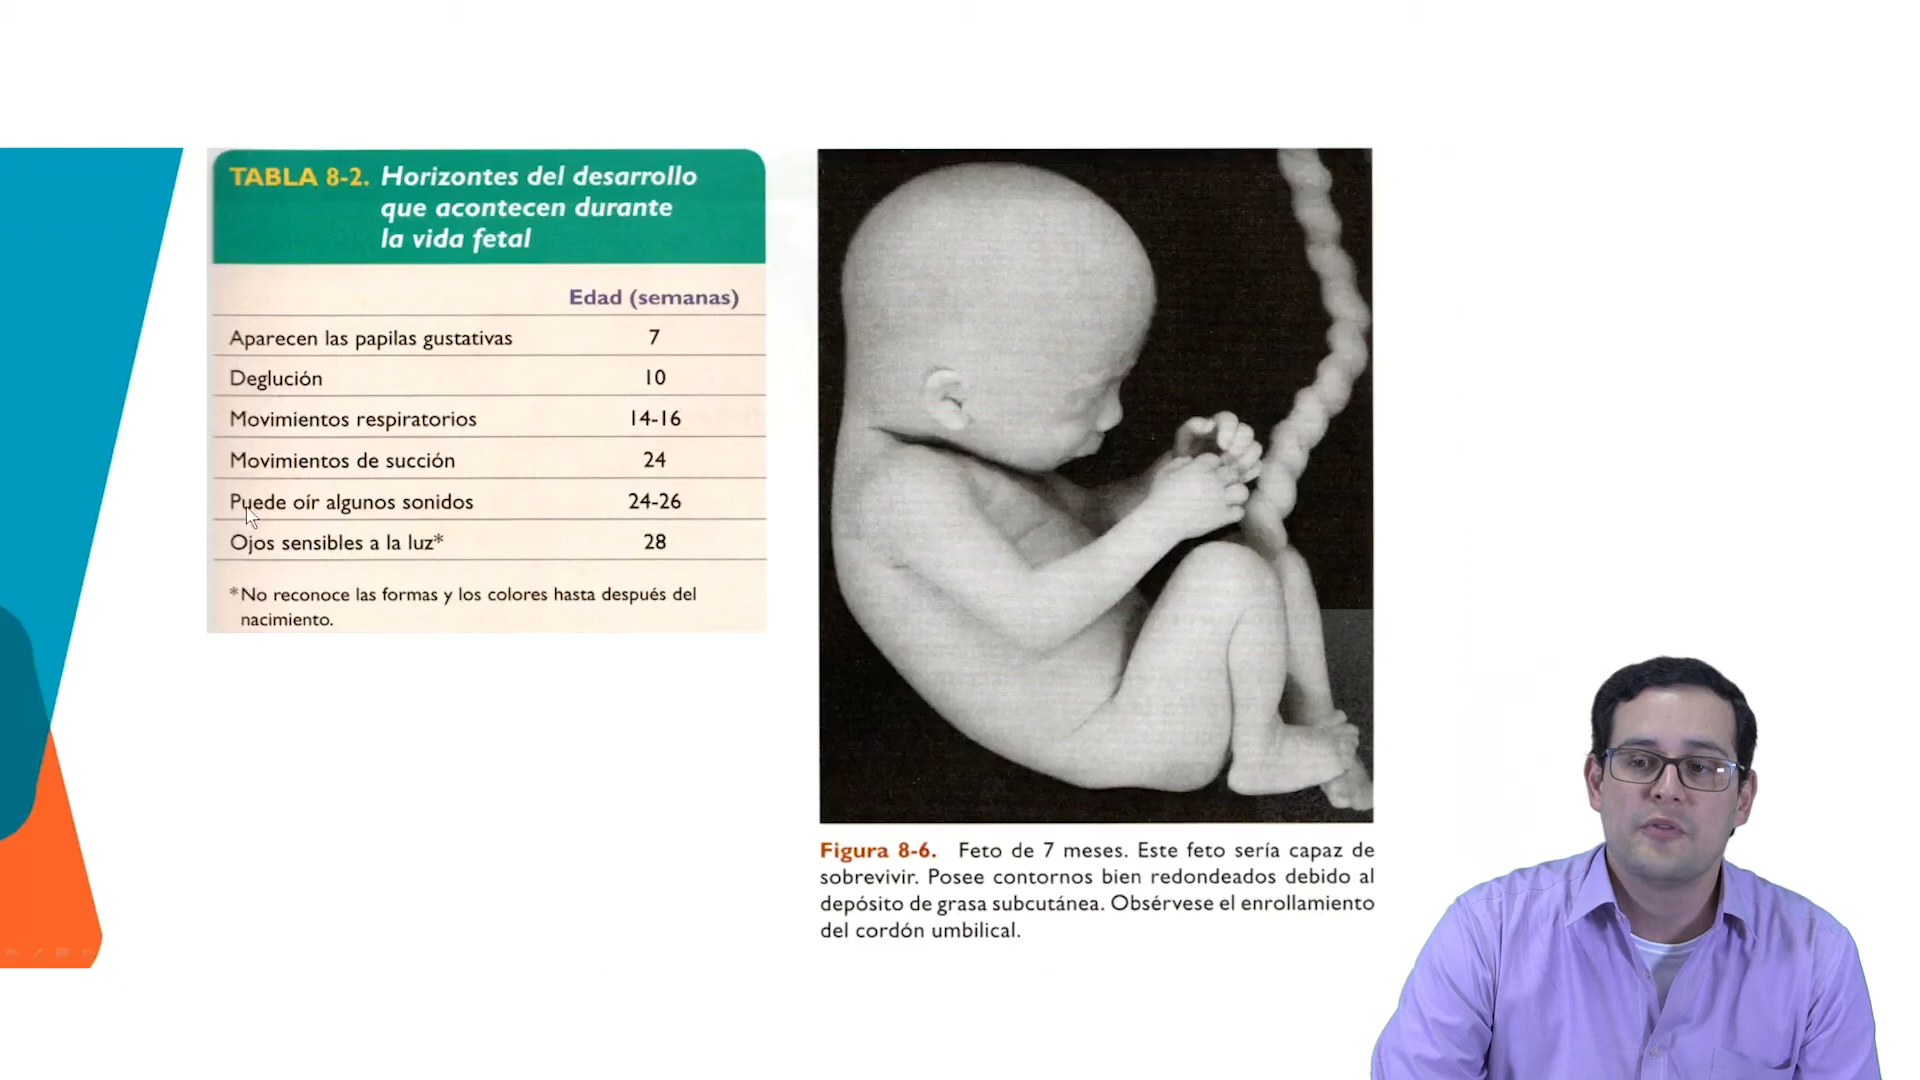 TABLA 8-2. Horizontes del desarrollo
que acontecen durante
la vida fetal
Edad (semanas)
Aparecen las papilas gustativas 7
Deglución 10
Movimientos respiratorios 14-16
Movimientos de succión 24
Puede oír algunos sonidos 24-26
Ojos sensibles a la luz* 28
*No reconoce las formas y los colores hasta después del
nacimiento.
Figura 8-6. Feto de 7 meses. Este feto sería capaz de
sobrevivir. Posee contornos bien redondeados debido al
depósito de grasa subcutánea. Obsérvese el enrollamiento
del cordón umbilical.